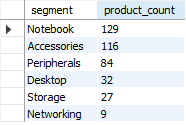 segment product_count
Notebook 129
Accessories 116
Peripherals 84
Desktop 32
Storage 27
Networking 9